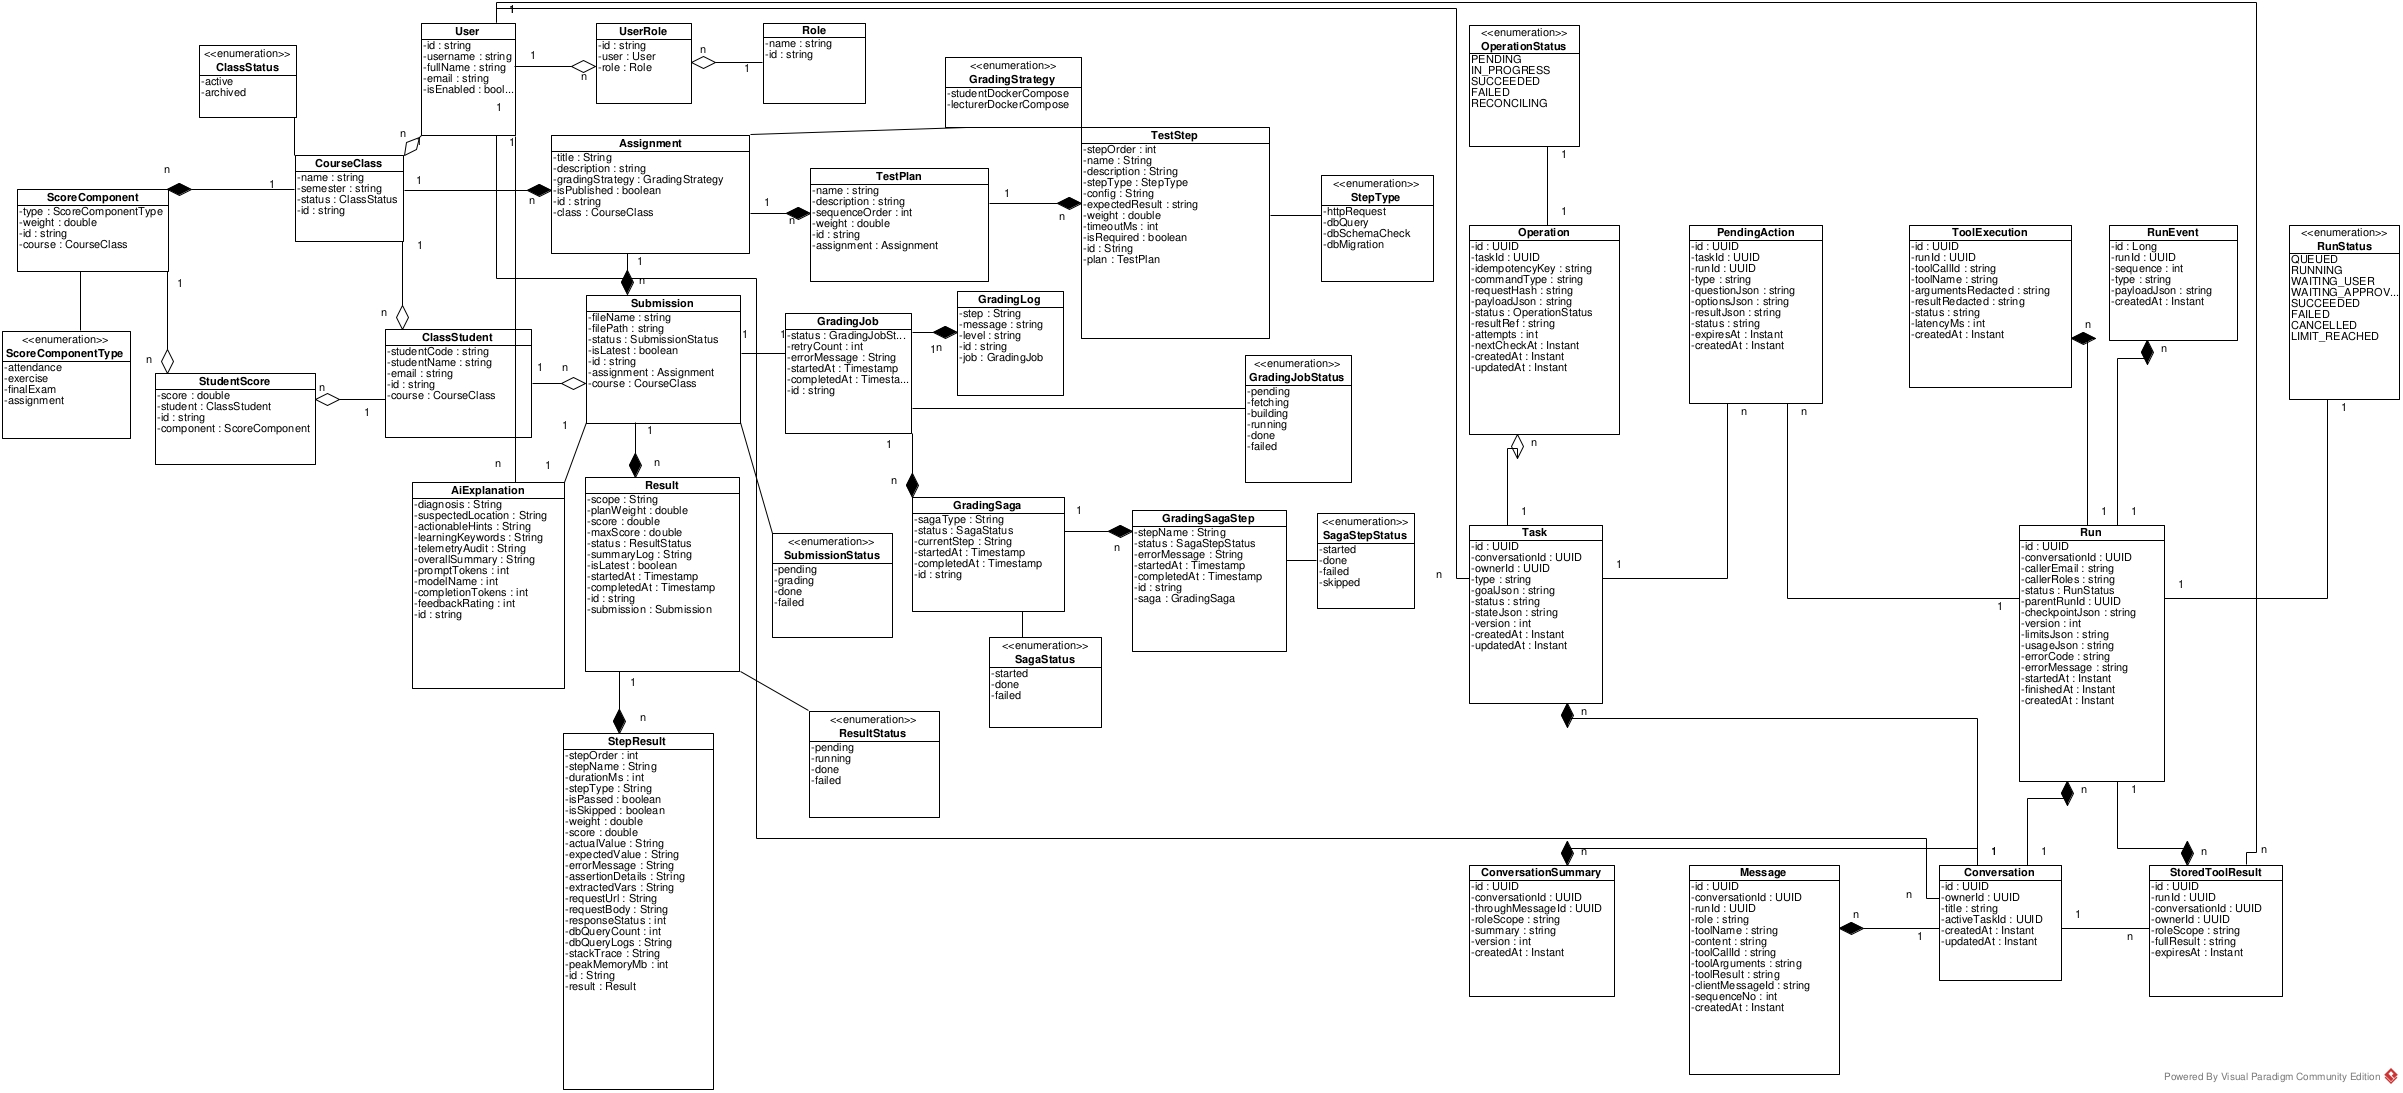 User
-id : string
-username : string
-fullName : string
-email : string
-isEnabled : bool...
UserRole
-id : string
-user : User
-role : Role
Role
-name : string
-id : string
<<enumeration>>
ClassStatus
-active
-archived
<<enumeration>>
GradingStrategy
-studentDockerCompose
-lecturerDockerCompose
<<enumeration>>
OperationStatus
PENDING
IN_PROGRESS
SUCCEEDED
FAILED
RECONCILING
CourseClass
-name : string
-semester : string
-status : ClassStatus
-id : string
Assignment
-title : String
-description : string
-gradingStrategy : GradingStrategy
-isPublished : boolean
-id : string
-class : CourseClass
TestPlan
-name : string
-description : string
-sequenceOrder : int
-weight : double
-id : string
-assignment : Assignment
TestStep
-stepOrder : int
-name : String
-description : String
-stepType : StepType
-config : String
-expectedResult : string
-weight : double
-timeoutMs : int
-isRequired : boolean
-id : String
-plan : TestPlan
<<enumeration>>
StepType
-httpRequest
-dbQuery
-dbSchemaCheck
-dbMigration
ScoreComponent
-type : ScoreComponentType
-weight : double
-id : string
-course : CourseClass
<<enumeration>>
ScoreComponentType
-attendance
-exercise
-finalExam
-assignment
StudentScore
-score : double
-student : ClassStudent
-id : string
-component : ScoreComponent
ClassStudent
-studentCode : string
-studentName : string
-email : string
-id : string
-course : CourseClass
Submission
-fileName : string
-filePath : string
-status : SubmissionStatus
-isLatest : boolean
-id : string
-assignment : Assignment
-course : CourseClass
GradingJob
-status : GradingJobSt...
-retryCount : int
-errorMessage : String
-startedAt : Timestamp
-completedAt : Timesta...
-id : string
GradingLog
-step : String
-message : string
-level : string
-id : string
-job : GradingJob
<<enumeration>>
GradingJobStatus
-pending
-fetching
-building
-running
-done
-failed
AiExplanation
-diagnosis : String
-suspectedLocation : String
-actionableHints : String
-learningKeywords : String
-telemetryAudit : String
-overallSummary : String
-promptTokens : int
-modelName : int
-completionTokens : int
-feedbackRating : int
-id : string
Result
-scope : String
-planWeight : double
-score : double
-maxScore : double
-status : ResultStatus
-summaryLog : String
-isLatest : boolean
-startedAt : Timestamp
-completedAt : Timestamp
-id : string
-submission : Submission
<<enumeration>>
SubmissionStatus
-pending
-grading
-done
-failed
GradingSaga
-sagaType : String
-status : SagaStatus
-currentStep : String
-startedAt : Timestamp
-completedAt : Timestamp
-id : string
GradingSagaStep
-stepName : String
-status : SagaStepStatus
-errorMessage : String
-startedAt : Timestamp
-completedAt : Timestamp
-id : string
-saga : GradingSaga
<<enumeration>>
SagaStepStatus
-started
-done
-failed
-skipped
<<enumeration>>
SagaStatus
-started
-done
-failed
<<enumeration>>
ResultStatus
-pending
-running
-done
-failed
StepResult
-stepOrder : int
-stepName : String
-durationMs : int
-stepType : String
-isPassed : boolean
-isSkipped : boolean
-weight : double
-score : double
-actualValue : String
-expectedValue : String
-errorMessage : String
-assertionDetails : String
-extractedVars : String
-requestUrl : String
-requestBody : String
-responseStatus : int
-dbQueryCount : int
-dbQueryLogs : String
-stackTrace : String
-peakMemoryMb : int
-id : String
-result : Result
Operation
-id : UUID
-taskId : UUID
-idempotencyKey : string
-commandType : string
-requestHash : string
-payloadJson : string
-status : OperationStatus
-resultRef : string
-attempts : int
-nextCheckAt : Instant
-createdAt : Instant
-updatedAt : Instant
PendingAction
-id : UUID
-taskId : UUID
-runId : UUID
-type : string
-questionJson : string
-optionsJson : string
-resultJson : string
-status : string
-expiresAt : Instant
-createdAt : Instant
ToolExecution
-id : UUID
-runId : UUID
-toolCallId : string
-toolName : string
-argumentsRedacted : string
-resultRedacted : string
-status : string
-latencyMs : int
-createdAt : Instant
RunEvent
-id : Long
-runId : UUID
-sequence : int
-type : string
-payloadJson : string
-createdAt : Instant
<<enumeration>>
RunStatus
QUEUED
RUNNING
WAITING_USER
WAITING_APPROV...
SUCCEEDED
FAILED
CANCELLED
LIMIT_REACHED
Task
-id : UUID
-conversationId : UUID
-ownerId : UUID
-type : string
-goalJson : string
-status : string
-stateJson : string
-version : int
-createdAt : Instant
-updatedAt : Instant
Run
-id : UUID
-conversationId : UUID
-callerEmail : string
-callerRoles : string
-status : RunStatus
-parentRunId : UUID
-checkpointJson : string
-version : int
-limitsJson : string
-usageJson : string
-errorCode : string
-errorMessage : string
-startedAt : Instant
-finishedAt : Instant
-createdAt : Instant
ConversationSummary
-id : UUID
-conversationId : UUID
-throughMessageId : UUID
-roleScope : string
-summary : string
-version : int
-createdAt : Instant
Message
-id : UUID
-conversationId : UUID
-runId : UUID
-role : string
-toolName : string
-content : string
-toolCallId : string
-toolArguments : string
-toolResult : string
-clientMessageId : string
-sequenceNo : int
-createdAt : Instant
Conversation
-id : UUID
-ownerId : UUID
-title : string
-activeTaskId : UUID
-createdAt : Instant
-updatedAt : Instant
StoredToolResult
-id : UUID
-runId : UUID
-conversationId : UUID
-ownerId : UUID
-roleScope : string
-fullResult : string
-expiresAt : Instant
Powered By Visual Paradigm Community Edition